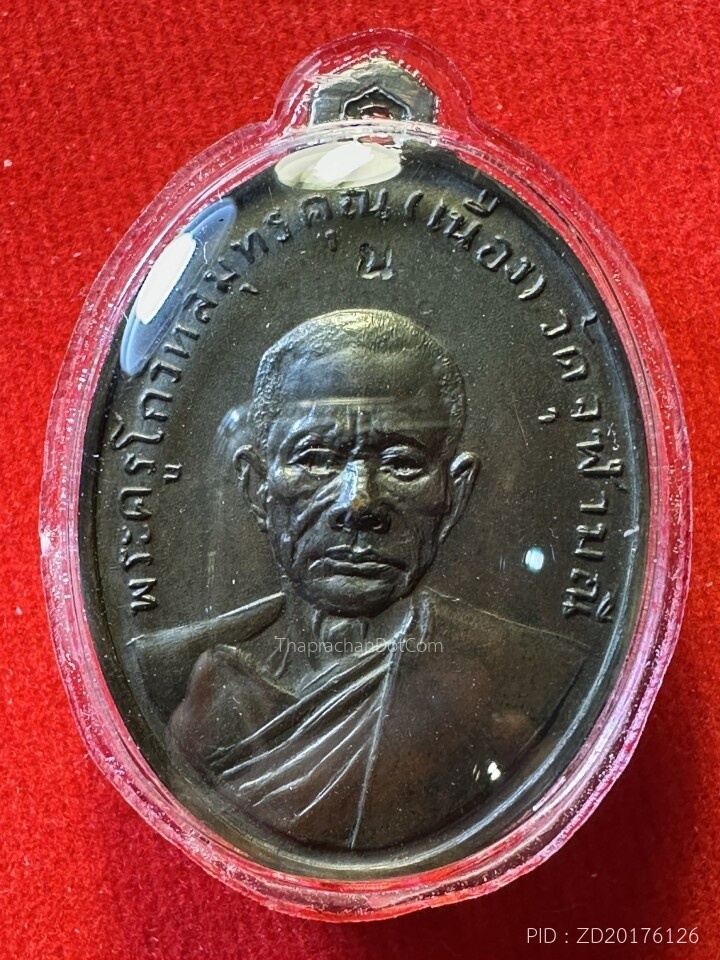 พระครูโกวิทสมุทรคุณ (เนื่อง) วัดจุฬามณี
น
ThaprachanDotCom
PID : ZD20176126